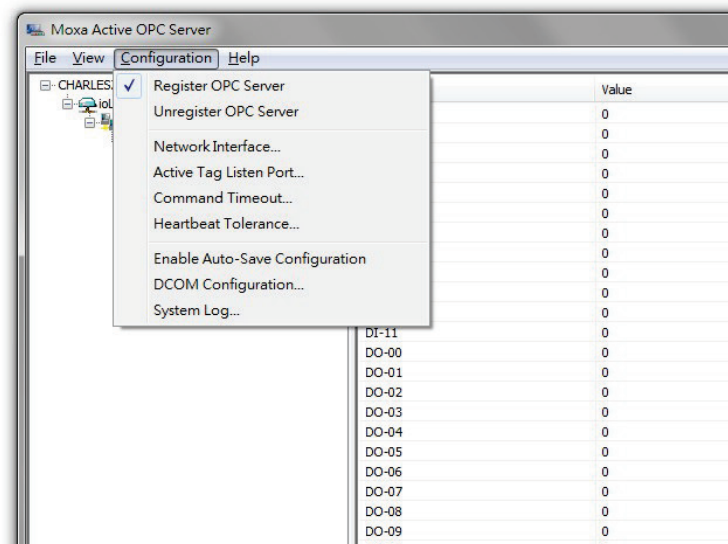 Moxa Active OPC Server
File View Configuration Help
CHARLES
Value
Register OPC Server
Unregister OPC Server
Network Interface...
Active Tag Listen Port...
Command Timeout...
Heartbeat Tolerance...
Enable Auto-Save Configuration
DCOM Configuration...
System Log...
0
0
0
0
0
0
0
0
0
0
0
DI-11 0
DO-00 0
DO-01 0
DO-02 0
DO-03 0
DO-04 0
DO-05 0
DO-06 0
DO-07 0
DO-08 0
DO-09 0